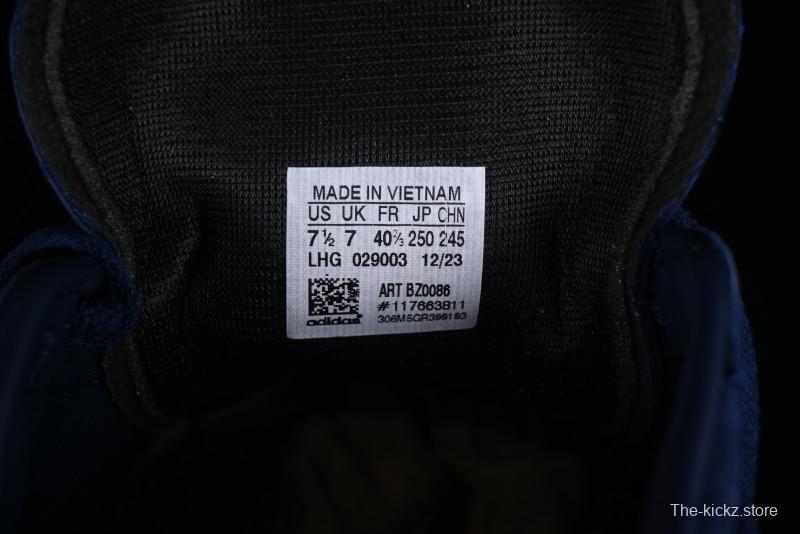 MADE IN VIETNAM
US UK FR JP CHN
7½ 7 40⅔ 250 245
LHG 029003 12/23
ART BZ0086
#117663811
adidas
The-kickz.store